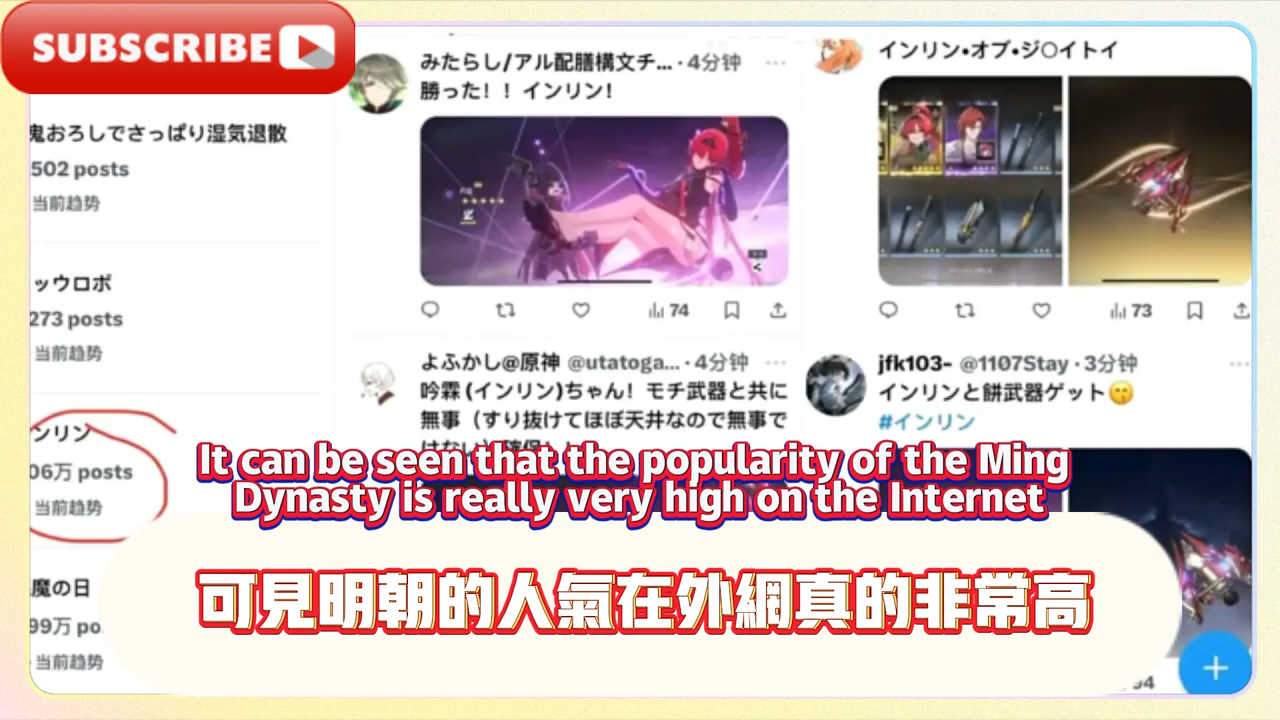 SUBSCRIBE
鬼おろしでさっぱり湿気退散
502 posts
当前趋势
ッウロボ
273 posts
当前趋势
ンリン
06万 posts
当前趋势
魔の日
99万 po
当前趋势
みたらし/アル配膳構文チ... · 4分钟
勝った！！インリン！
74
よふかし@原神 @utatoga... · 4分钟
吟霖(インリン)ちゃん！モチ武器と共に
無事（すり抜けてほぼ天井なので無事で
はない）確保！！
インリン•オブ•ジ○イトイ
73
jfk103- @1107Stay · 3分钟
インリンと餅武器ゲット😙
#インリン
It can be seen that the popularity of the Ming
Dynasty is really very high on the Internet
可見明朝的人氣在外網真的非常高
94